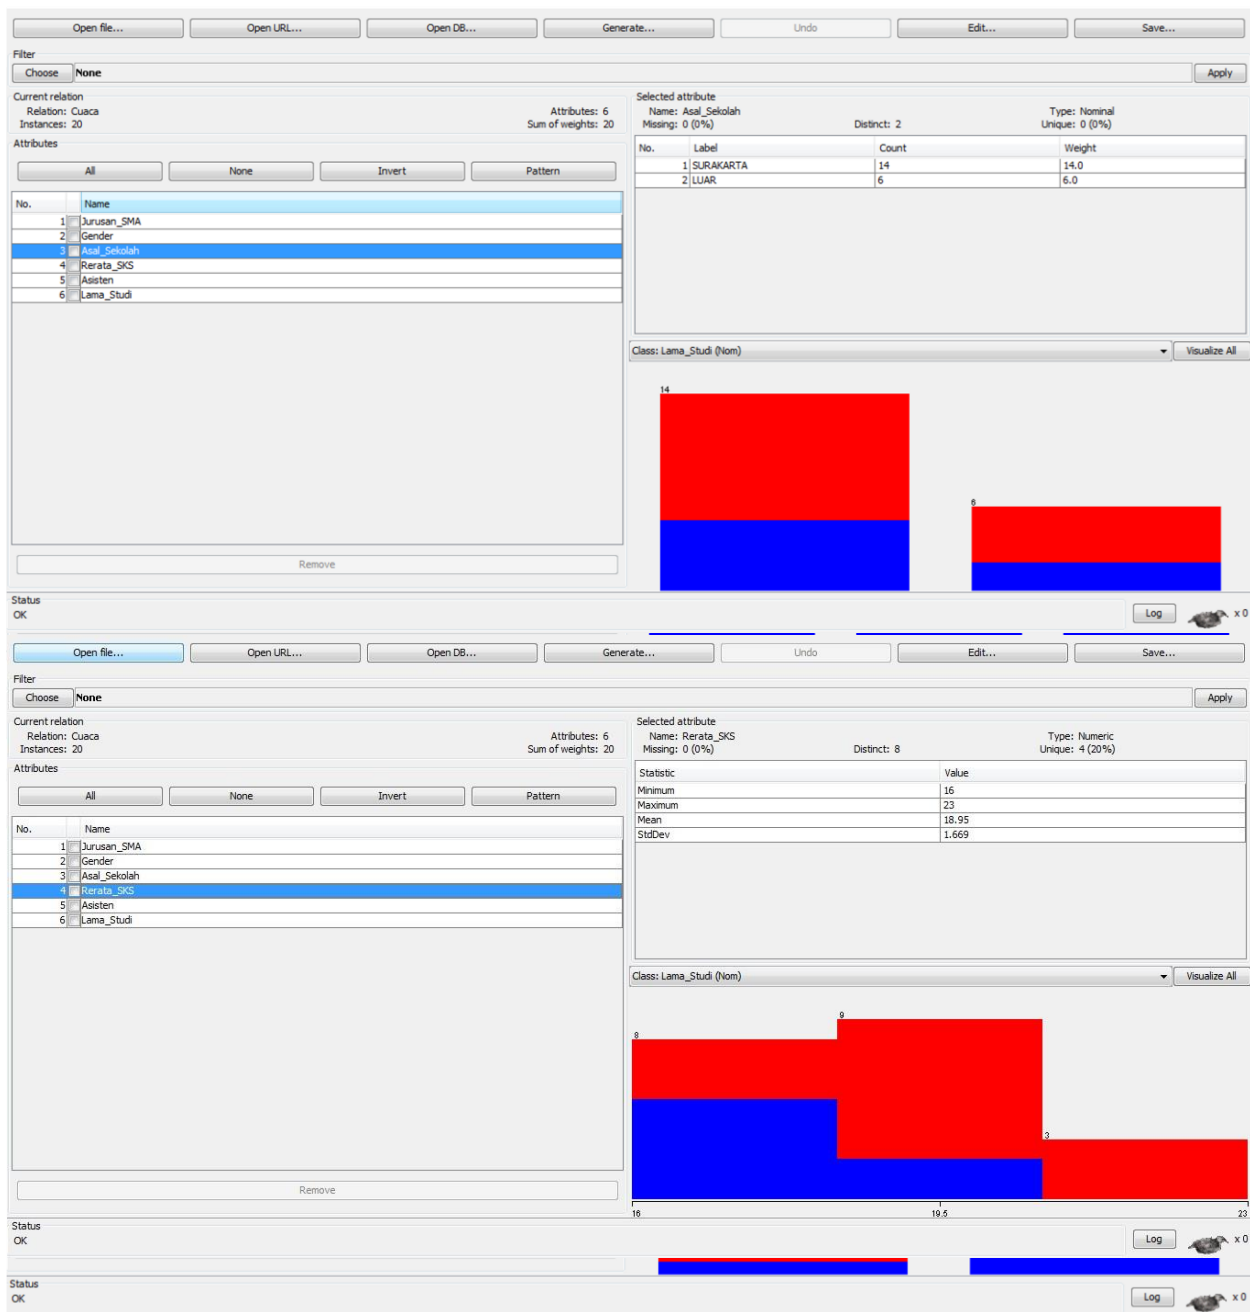 Open file... Open URL... Open DB... Generate... Undo Edit... Save...
Filter
Choose None Apply
Current relation
Relation: Cuaca Attributes: 6
Instances: 20 Sum of weights: 20
Attributes
All None Invert Pattern
No. Name
1 Jurusan_SMA
2 Gender
3 Asal_Sekolah
4 Rerata_SKS
5 Asisten
6 Lama_Studi
Remove
Selected attribute
Name: Asal_Sekolah Type: Nominal
Missing: 0 (0%) Distinct: 2 Unique: 0 (0%)
No. Label Count Weight
1 SURAKARTA 14 14.0
2 LUAR 6 6.0
Class: Lama_Studi (Nom) Visualize All
14
6
Status
OK Log x 0
Open file... Open URL... Open DB... Generate... Undo Edit... Save...
Filter
Choose None Apply
Current relation
Relation: Cuaca Attributes: 6
Instances: 20 Sum of weights: 20
Attributes
All None Invert Pattern
No. Name
1 Jurusan_SMA
2 Gender
3 Asal_Sekolah
4 Rerata_SKS
5 Asisten
6 Lama_Studi
Remove
Selected attribute
Name: Rerata_SKS Type: Numeric
Missing: 0 (0%) Distinct: 8 Unique: 4 (20%)
Statistic Value
Minimum 16
Maximum 23
Mean 18.95
StdDev 1.669
Class: Lama_Studi (Nom) Visualize All
9
8
3
16 19.5 23
Status
OK Log x 0
Status
OK Log x 0